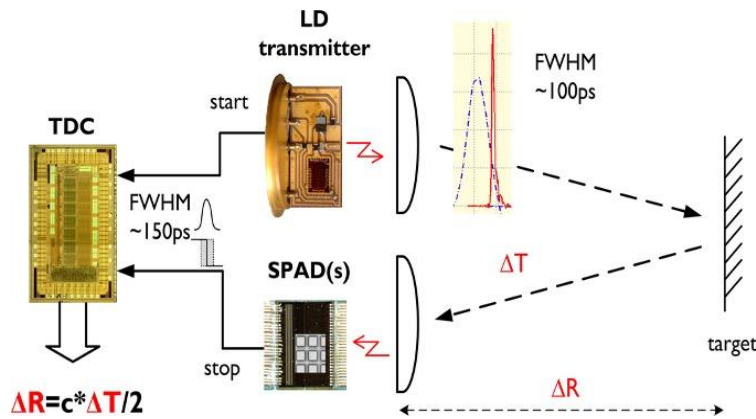 LD
transmitter
FWHM
~100ps
start
TDC
FWHM
~150ps
SPAD(s)
ΔT
stop
target
ΔR
ΔR=c*ΔT/2